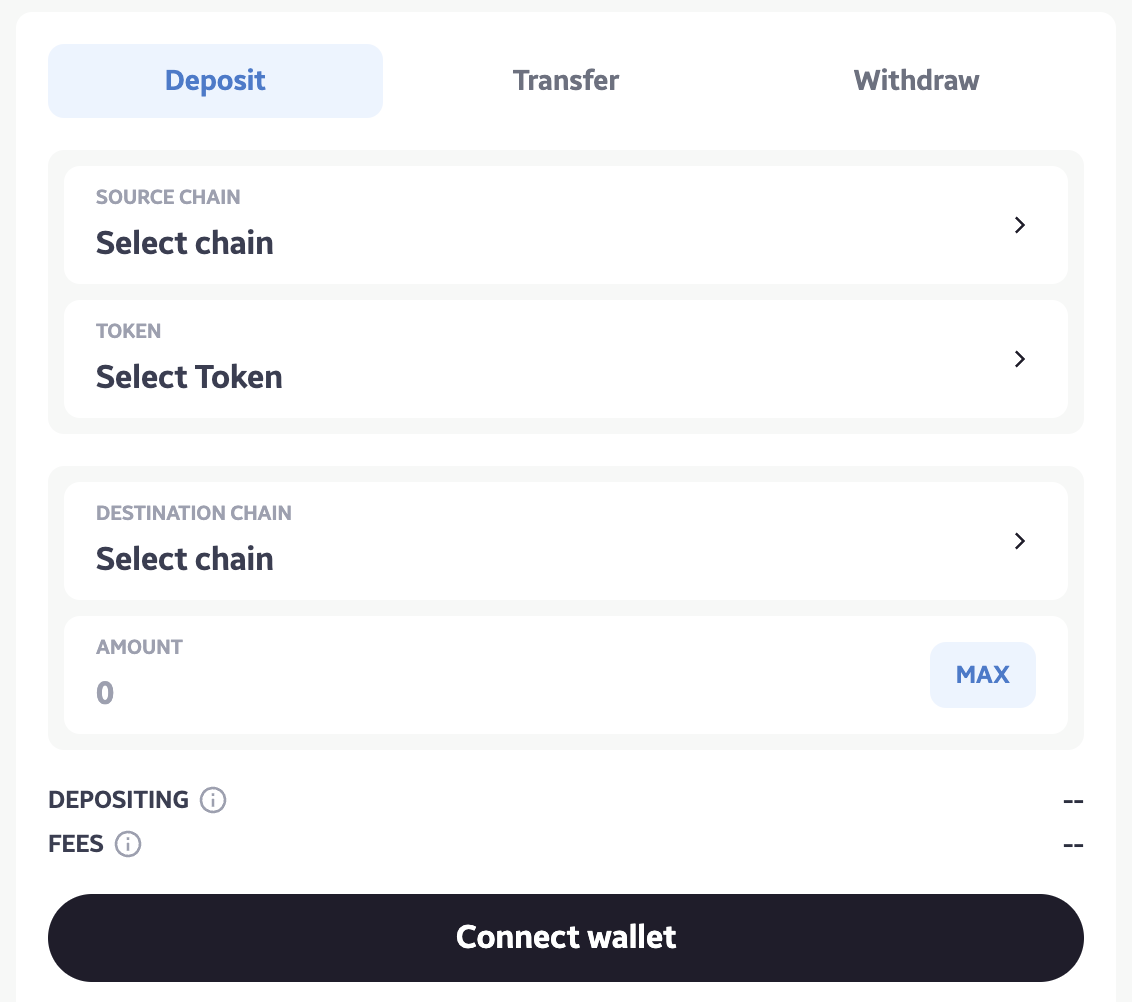 Deposit Transfer Withdraw
SOURCE CHAIN
Select chain
TOKEN
Select Token
DESTINATION CHAIN
Select chain
AMOUNT
0
MAX
DEPOSITING --
FEES --
Connect wallet